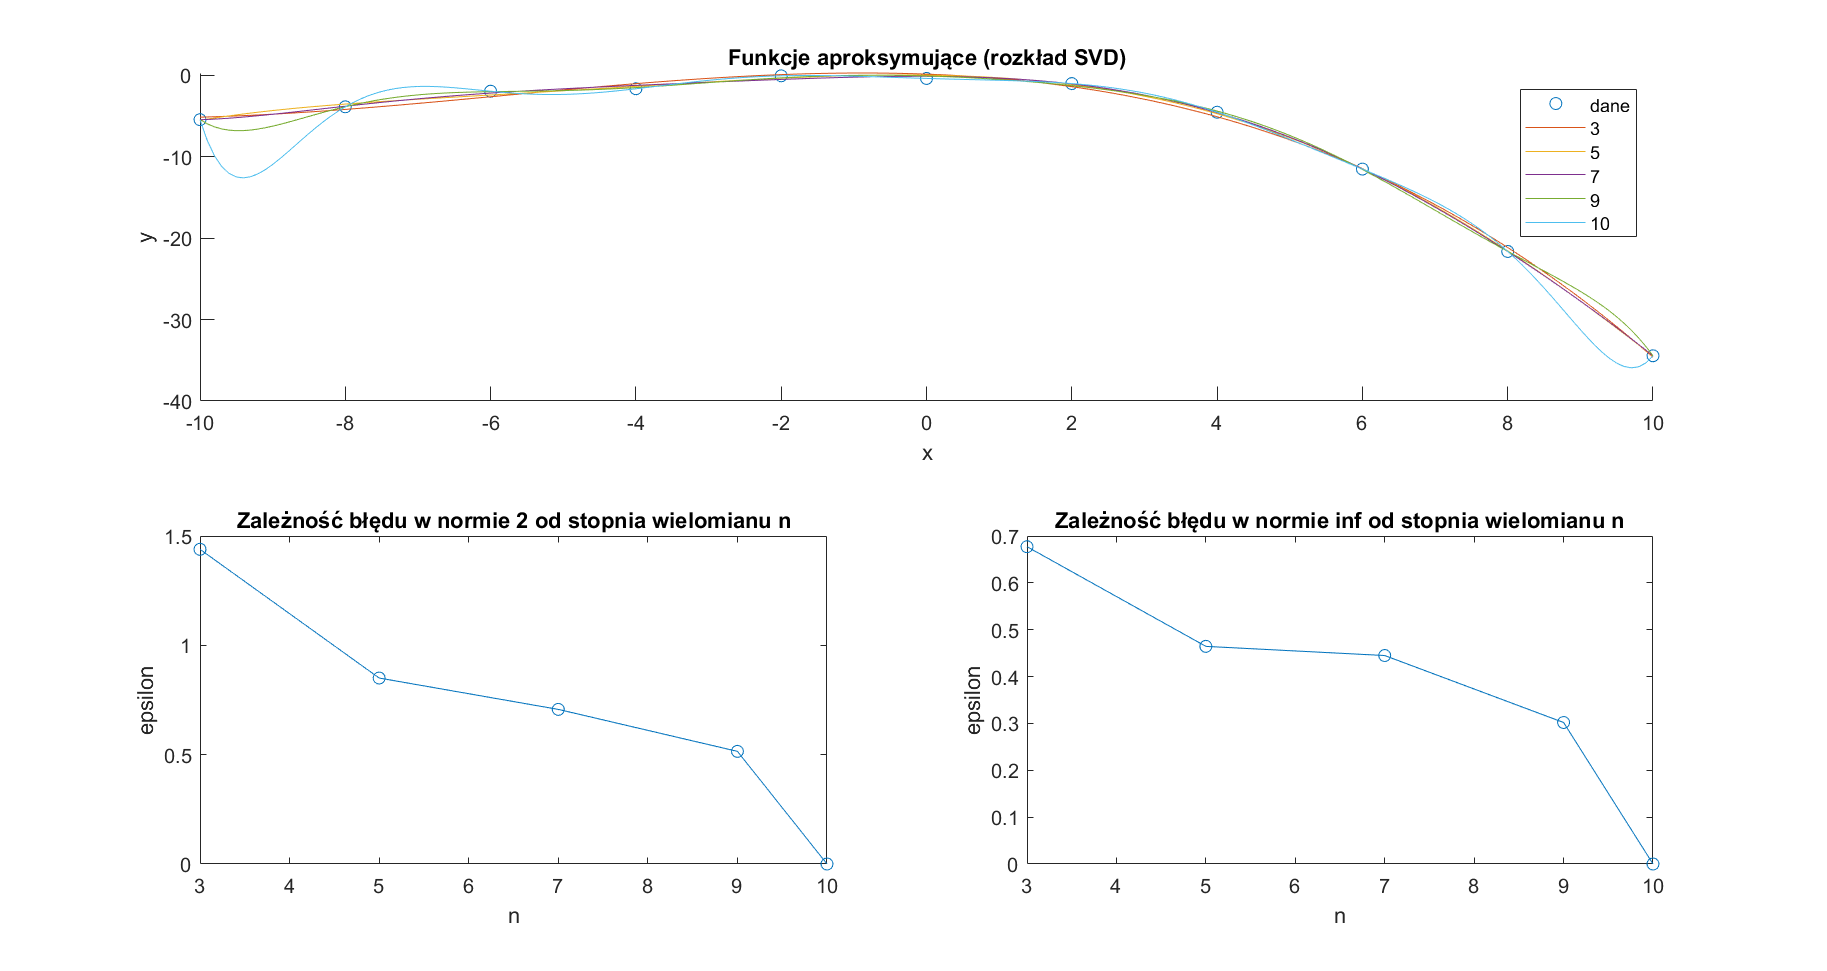 Funkcje aproksymujące (rozkład SVD)
0
-10
-20
-30
-40
y
-10 -8 -6 -4 -2 0 2 4 6 8 10
x
dane
3
5
7
9
10
Zależność błędu w normie 2 od stopnia wielomianu n
1.5
1
0.5
0
epsilon
3 4 5 6 7 8 9 10
n
Zależność błędu w normie inf od stopnia wielomianu n
0.7
0.6
0.5
0.4
0.3
0.2
0.1
0
epsilon
3 4 5 6 7 8 9 10
n